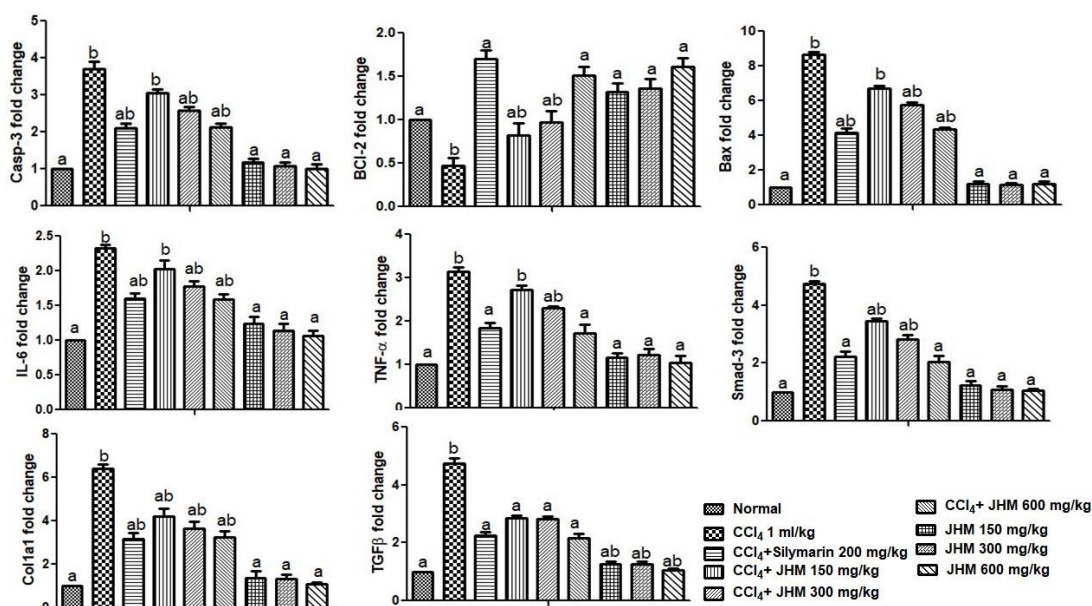 Casp-3 fold change
5
4
3
2
1
0
a b ab b ab ab a a a
BCl-2 fold change
2.0
1.5
1.0
0.5
0.0
a b a ab ab a a a a
Bax fold change
10
8
6
4
2
0
a b ab b ab ab a a a
IL-6 fold change
2.5
2.0
1.5
1.0
0.5
0.0
a b ab b ab ab a a a
TNF-α fold change
4
3
2
1
0
a b a b ab a a a a
Smad-3 fold change
6
4
2
0
a b a ab ab a a a a
Col1a1 fold change
8
6
4
2
0
a b ab ab ab ab a a a
TGFβ fold change
6
4
2
0
a b a a a a ab ab ab
Normal
CCl₄ 1 ml/kg
CCl₄+Silymarin 200 mg/kg
CCl₄+ JHM 150 mg/kg
CCl₄+ JHM 300 mg/kg
CCl₄+ JHM 600 mg/kg
JHM 150 mg/kg
JHM 300 mg/kg
JHM 600 mg/kg